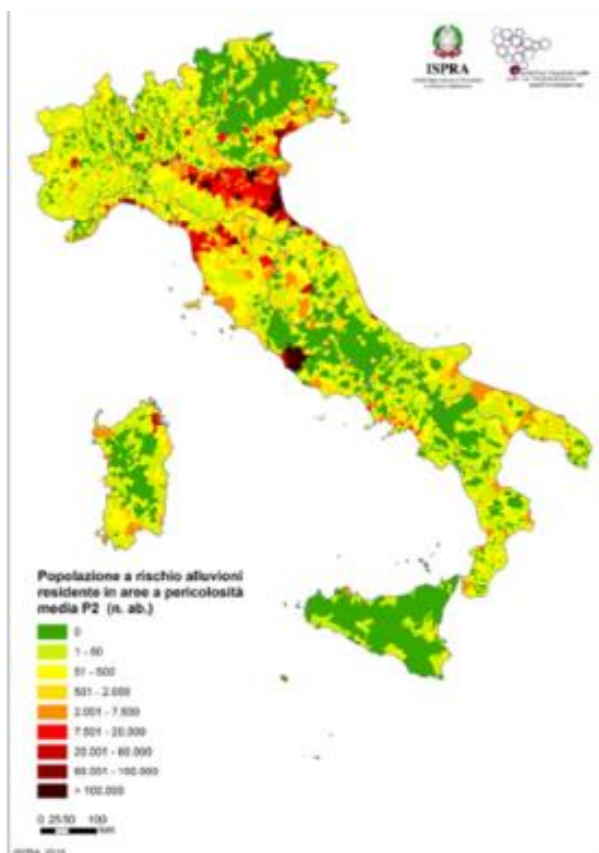 ISPRA
Popolazione a rischio alluvioni
residente in aree a pericolosità
media P2 (n. ab.)
0
1 - 50
51 - 500
501 - 2.000
2.001 - 7.500
7.501 - 20.000
20.001 - 60.000
60.001 - 100.000
> 100.000
0 25 50 100
km